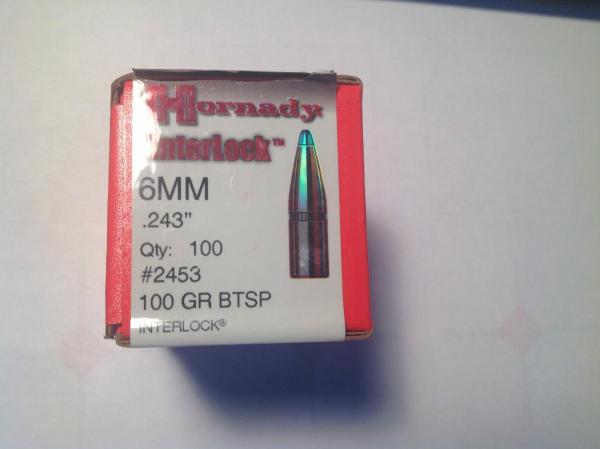 Hornady
InterLock™
6MM
.243"
Qty: 100
#2453
100 GR BTSP
INTERLOCK®